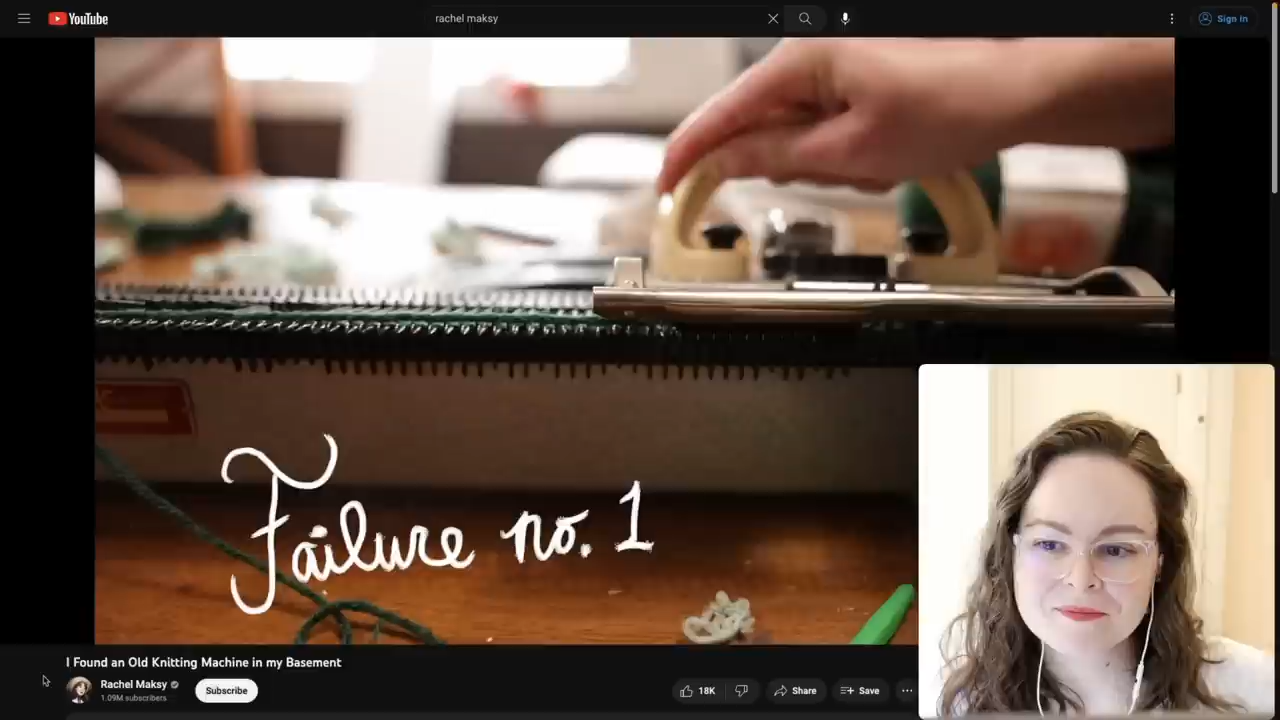 YouTube
rachel maksy
Sign in
Failure no. 1
I Found an Old Knitting Machine in my Basement
Rachel Maksy
1.09M subscribers
Subscribe
18K
Share
Save